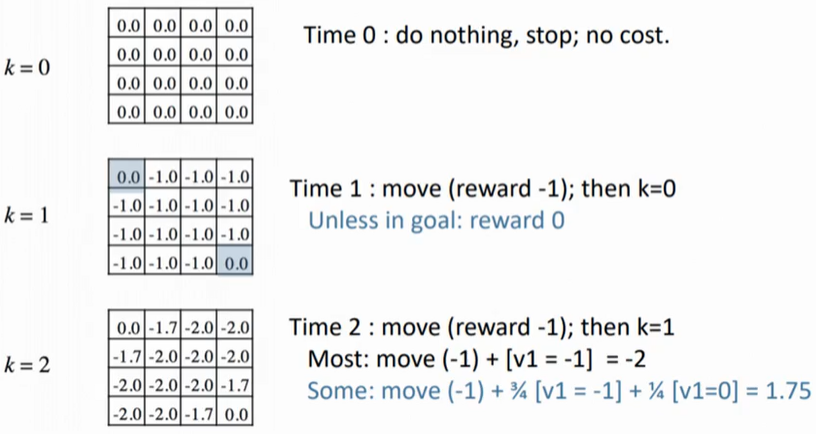 0.0 0.0 0.0 0.0
Time 0 : do nothing, stop; no cost.
0.0 0.0 0.0 0.0
k = 0
0.0 0.0 0.0 0.0
0.0 0.0 0.0 0.0
0.0 -1.0 -1.0 -1.0
Time 1 : move (reward -1); then k=0
-1.0 -1.0 -1.0 -1.0
k = 1
Unless in goal: reward 0
-1.0 -1.0 -1.0 -1.0
-1.0 -1.0 -1.0 0.0
0.0 -1.7 -2.0 -2.0
Time 2 : move (reward -1); then k=1
-1.7 -2.0 -2.0 -2.0
Most: move (-1) + [v1 = -1] = -2
k = 2
-2.0 -2.0 -2.0 -1.7
Some: move (-1) + ¾ [v1 = -1] + ¼ [v1=0] = 1.75
-2.0 -2.0 -1.7 0.0